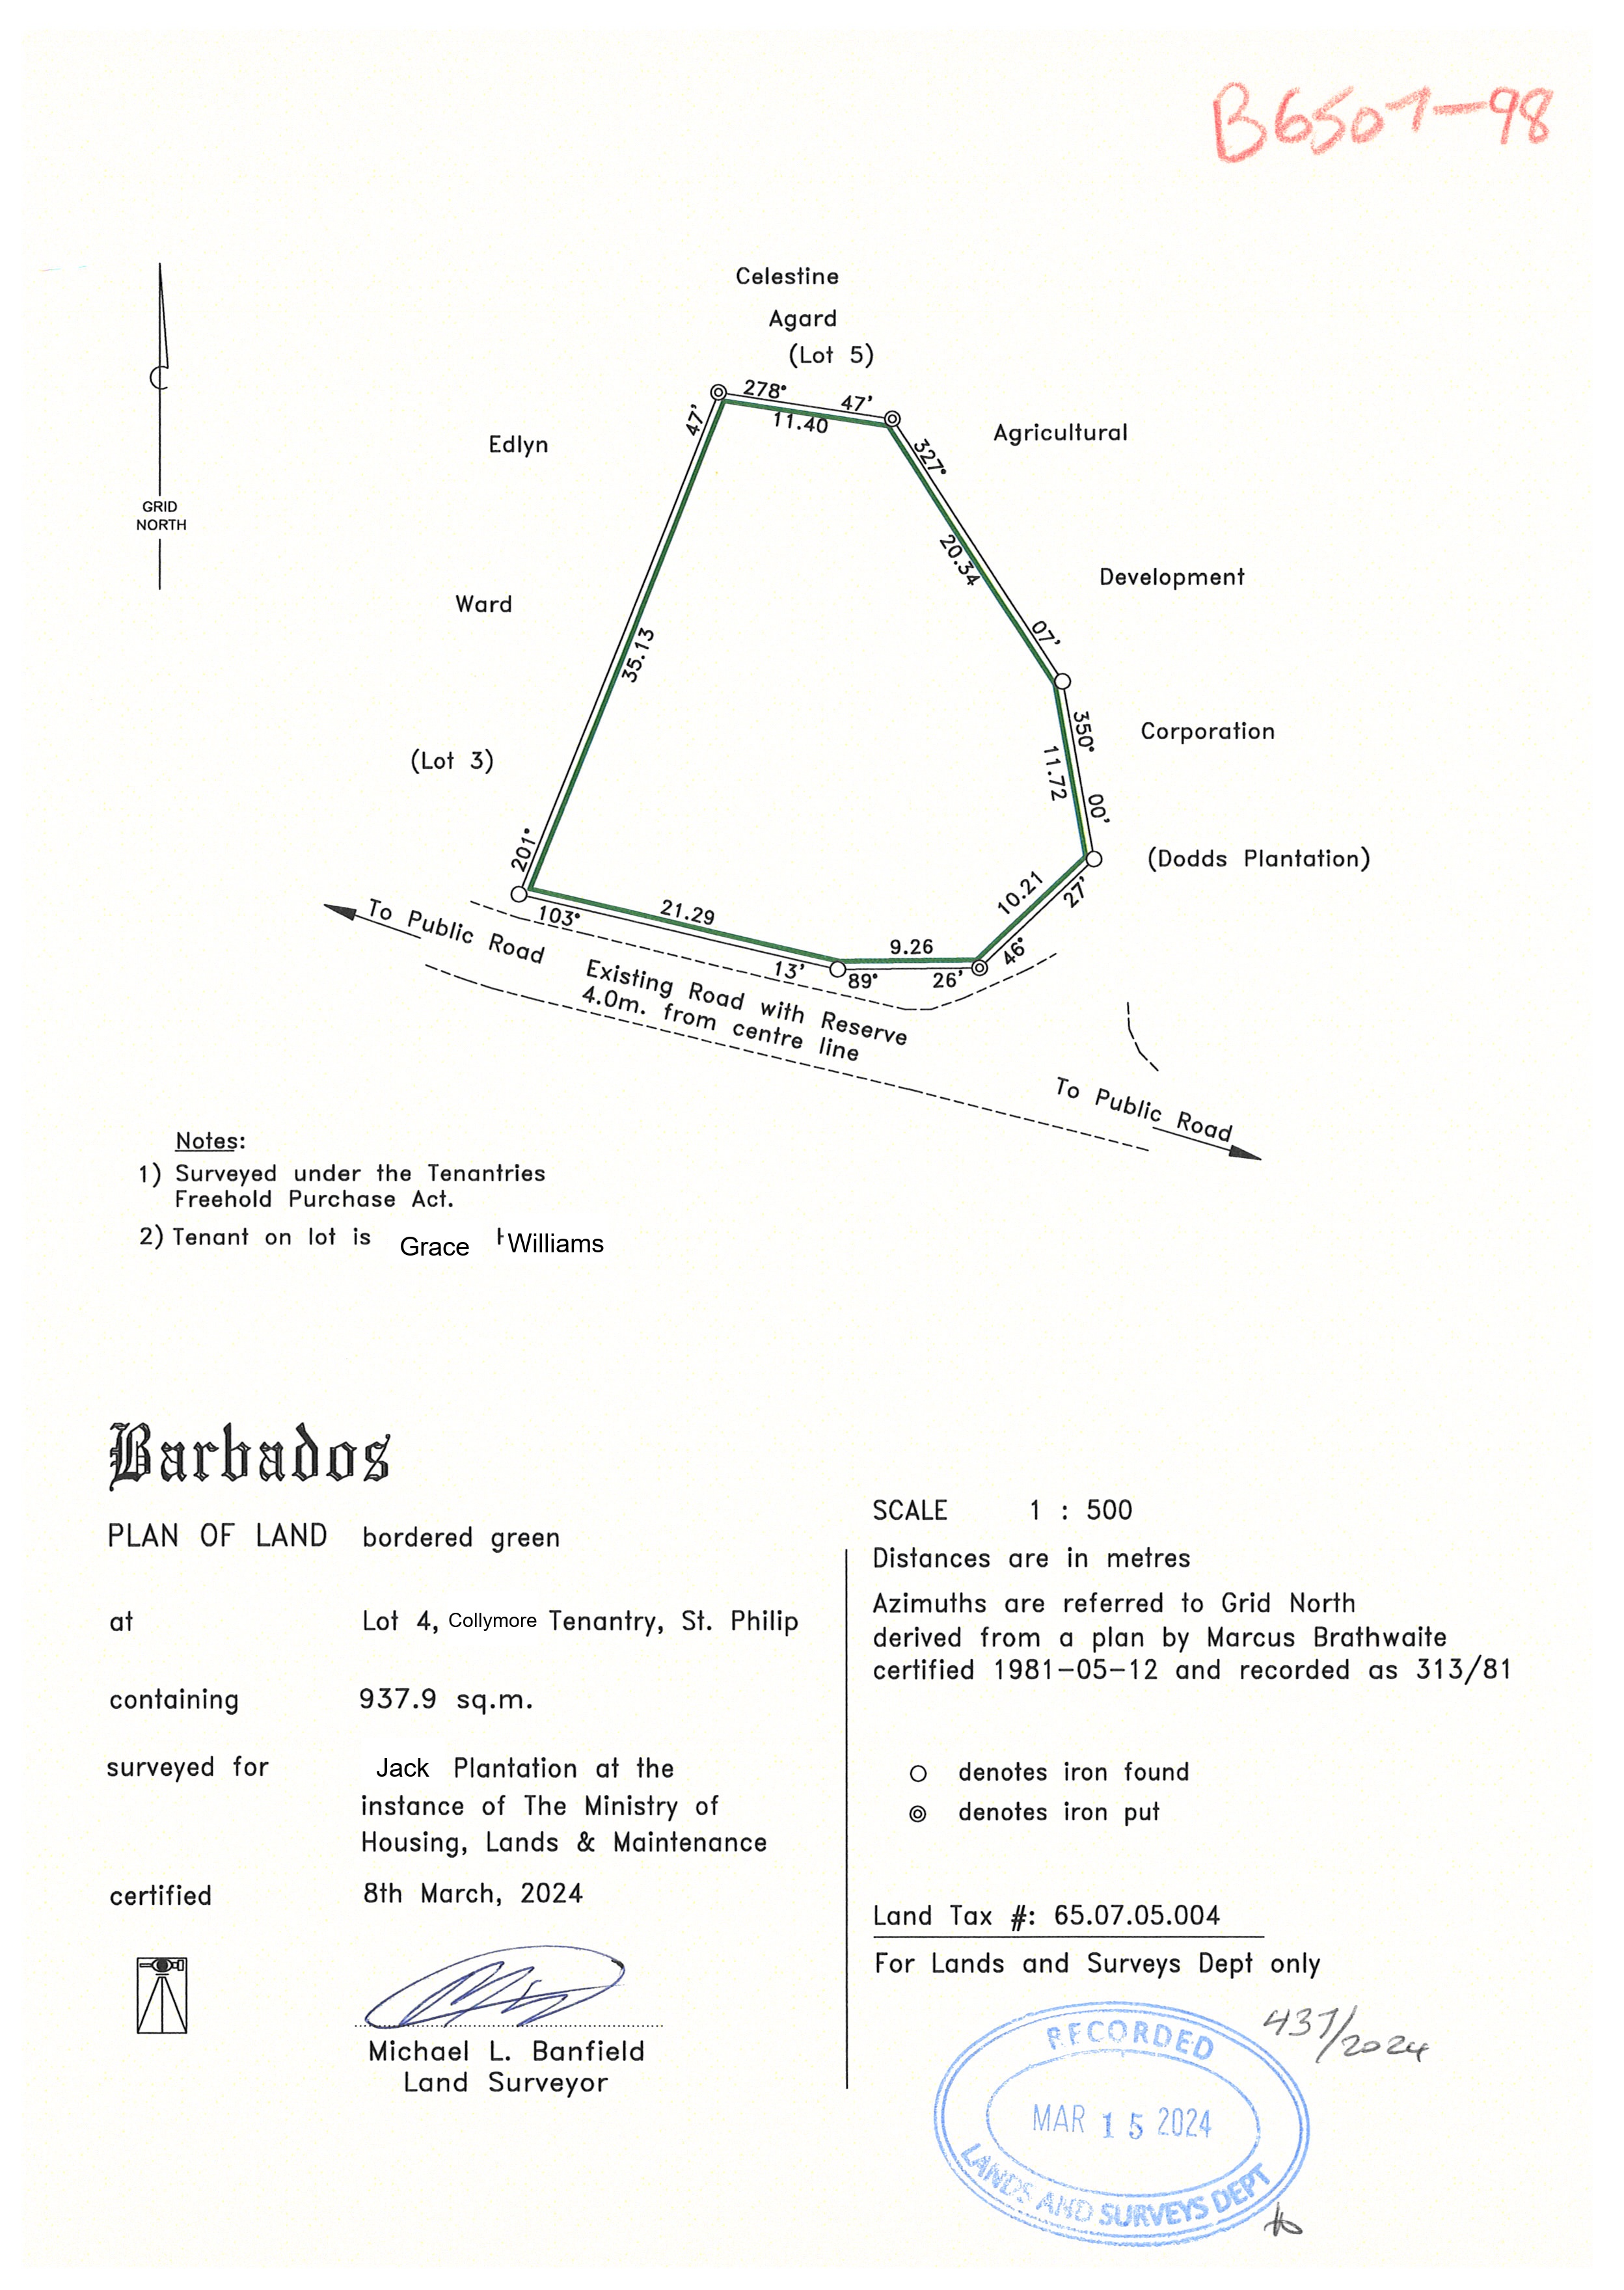 B6507-98
Celestine
Agard
(Lot 5)
278° 47'
11.40
Edlyn
Ward
(Lot 3)
47'
35.13
201°
Agricultural
Development
Corporation
(Dodds Plantation)
327°
20.34
07'
350°
11.72
00'
10.21
27'
46°
9.26
89° 26'
21.29
103° 13'
GRID
NORTH
To Public Road
Existing Road with Reserve
4.0m. from centre line
To Public Road
Notes:
1) Surveyed under the Tenantries
Freehold Purchase Act.
2) Tenant on lot is Grace Williams
Barbados
PLAN OF LAND bordered green
at Lot 4, Collymore Tenantry, St. Philip
containing 937.9 sq.m.
surveyed for Jack Plantation at the
instance of The Ministry of
Housing, Lands & Maintenance
certified 8th March, 2024
Michael L. Banfield
Land Surveyor
SCALE 1 : 500
Distances are in metres
Azimuths are referred to Grid North
derived from a plan by Marcus Brathwaite
certified 1981-05-12 and recorded as 313/81
denotes iron found
denotes iron put
Land Tax #: 65.07.05.004
For Lands and Surveys Dept only
437/2024
RECORDED
MAR 15 2024
LANDS AND SURVEYS DEPT